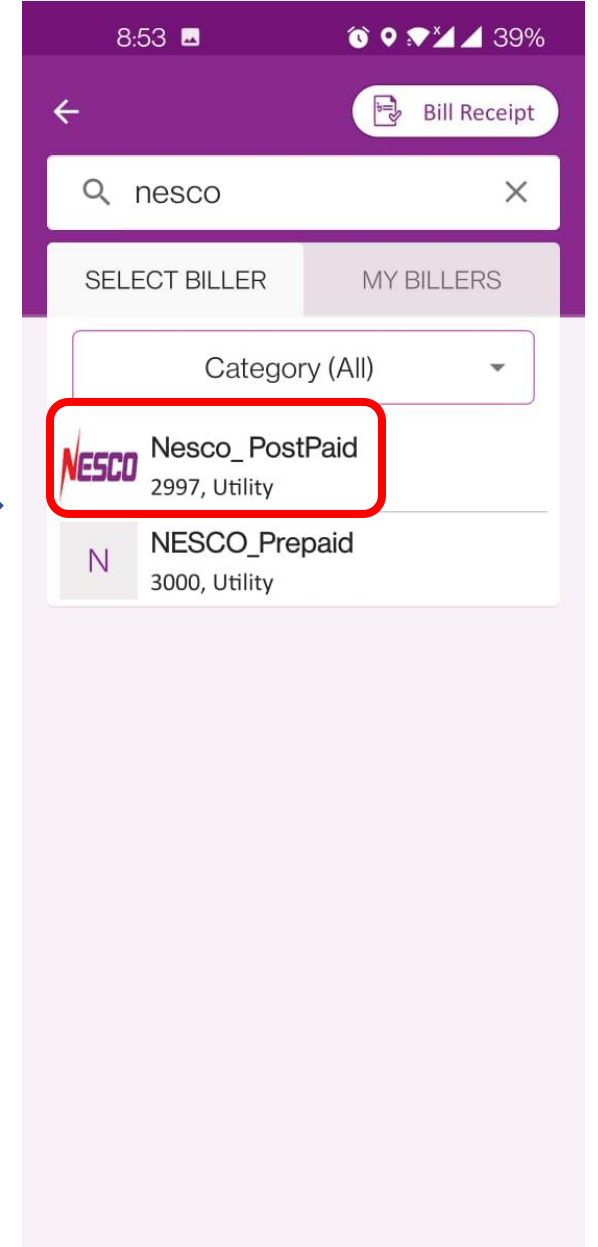 8:53
39%
Bill Receipt
nesco
SELECT BILLER
MY BILLERS
Category (All)
NESCO
Nesco_ PostPaid
2997, Utility
N
NESCO_Prepaid
3000, Utility